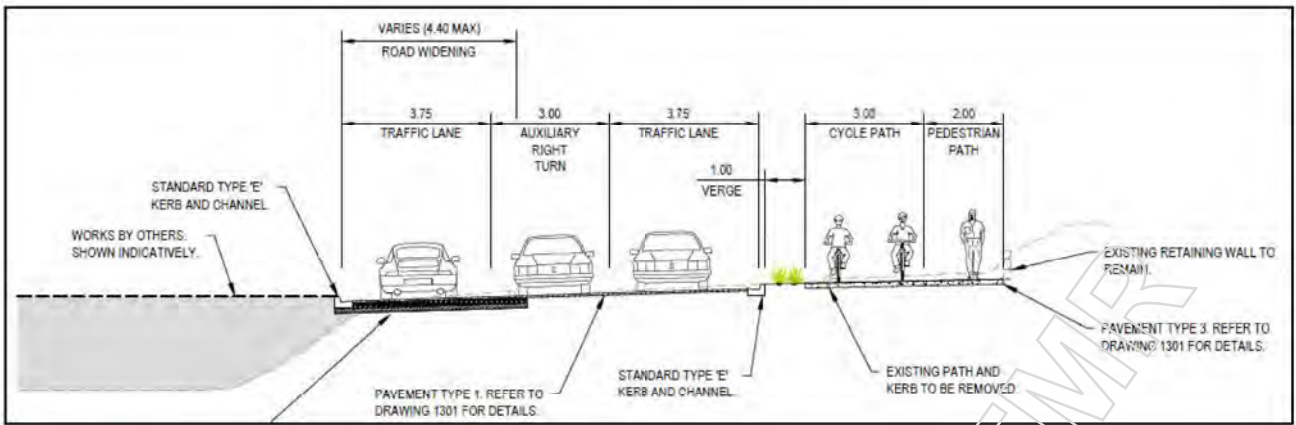 VARIES (4.40 MAX)
ROAD WIDENING
3.75
TRAFFIC LANE
3.00
AUXILIARY
RIGHT
TURN
3.75
TRAFFIC LANE
1.00
VERGE
3.00
CYCLE PATH
2.00
PEDESTRIAN
PATH
STANDARD TYPE 'E'
KERB AND CHANNEL.
WORKS BY OTHERS.
SHOWN INDICATIVELY.
PAVEMENT TYPE 1. REFER TO
DRAWING 1301 FOR DETAILS.
STANDARD TYPE 'E'
KERB AND CHANNEL.
EXISTING PATH AND
KERB TO BE REMOVED.
EXISTING RETAINING WALL TO
REMAIN.
PAVEMENT TYPE 3. REFER TO
DRAWING 1301 FOR DETAILS.
TMR